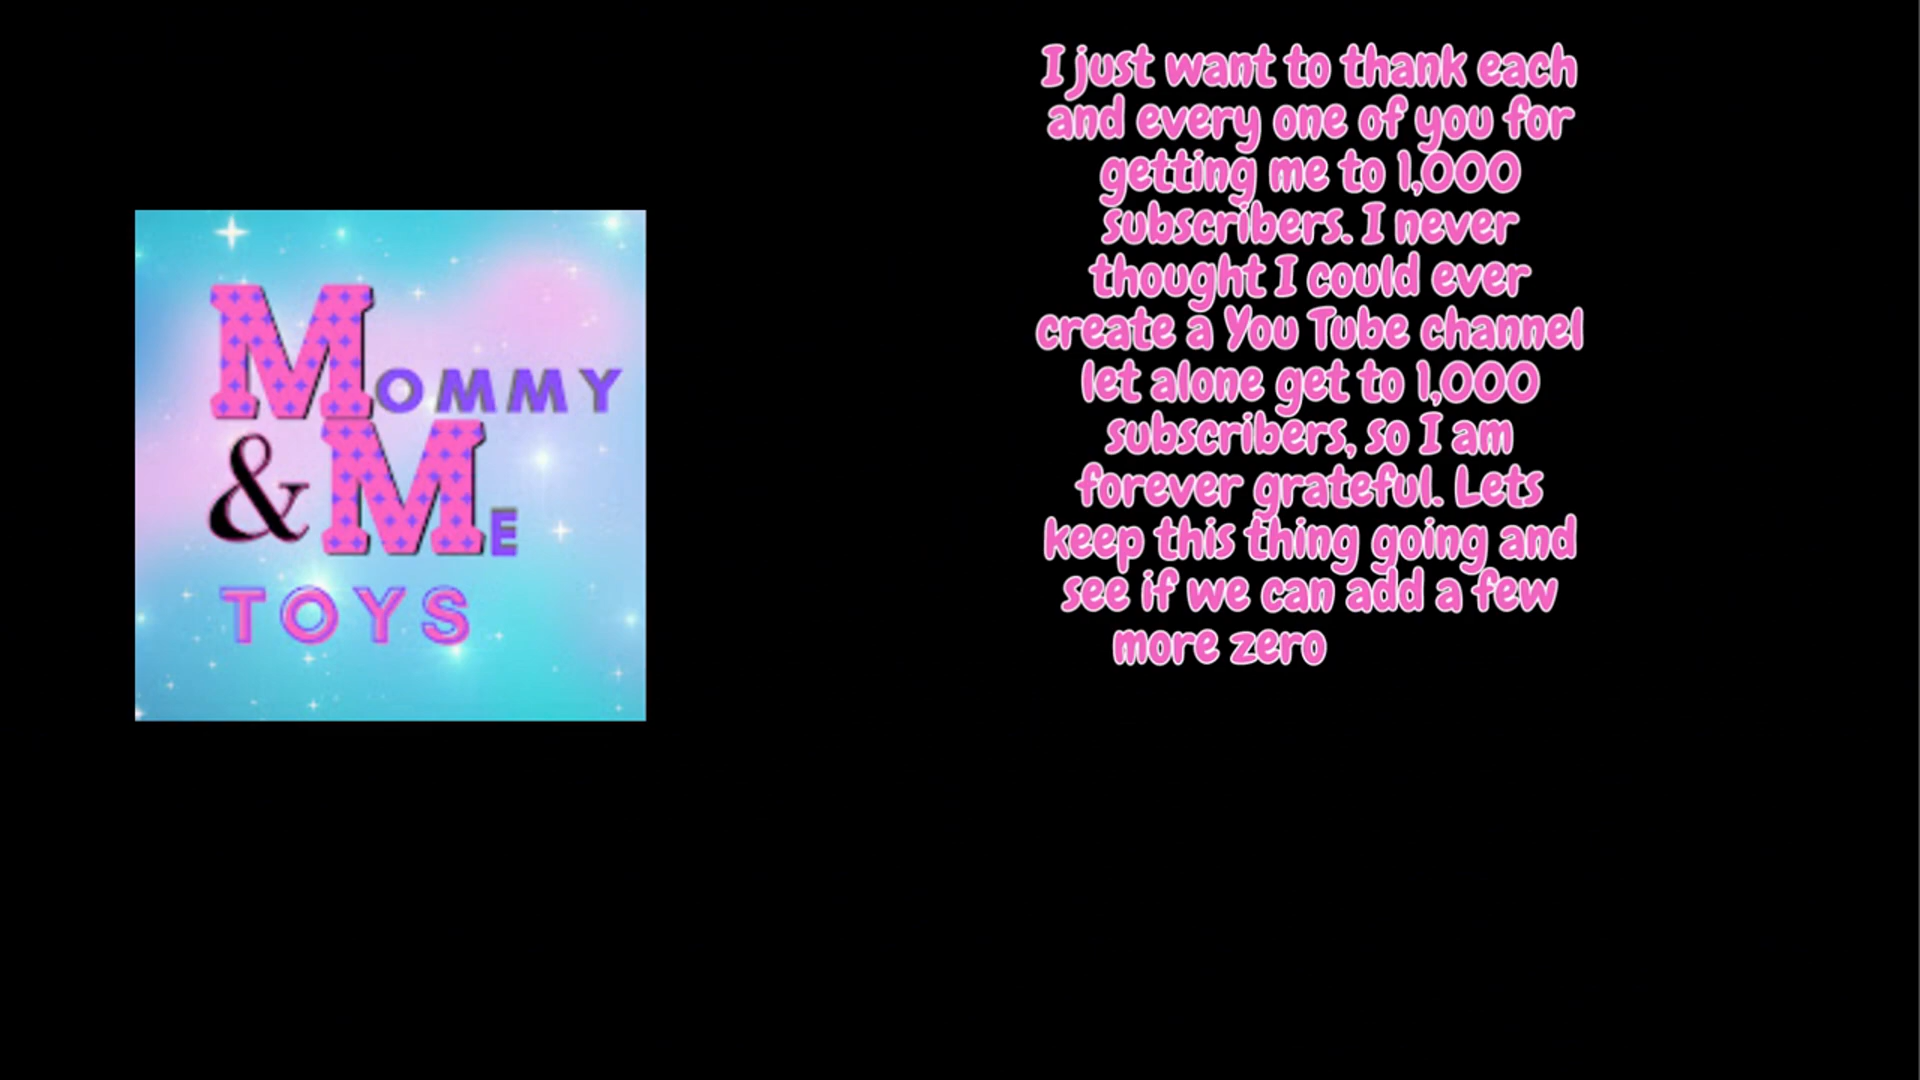 MOMMY
& ME
TOYS
I just want to thank each
and every one of you for
getting me to 1,000
subscribers. I never
thought I could ever
create a You Tube channel
let alone get to 1,000
subscribers, so I am
forever grateful. Lets
keep this thing going and
see if we can add a few
more zero